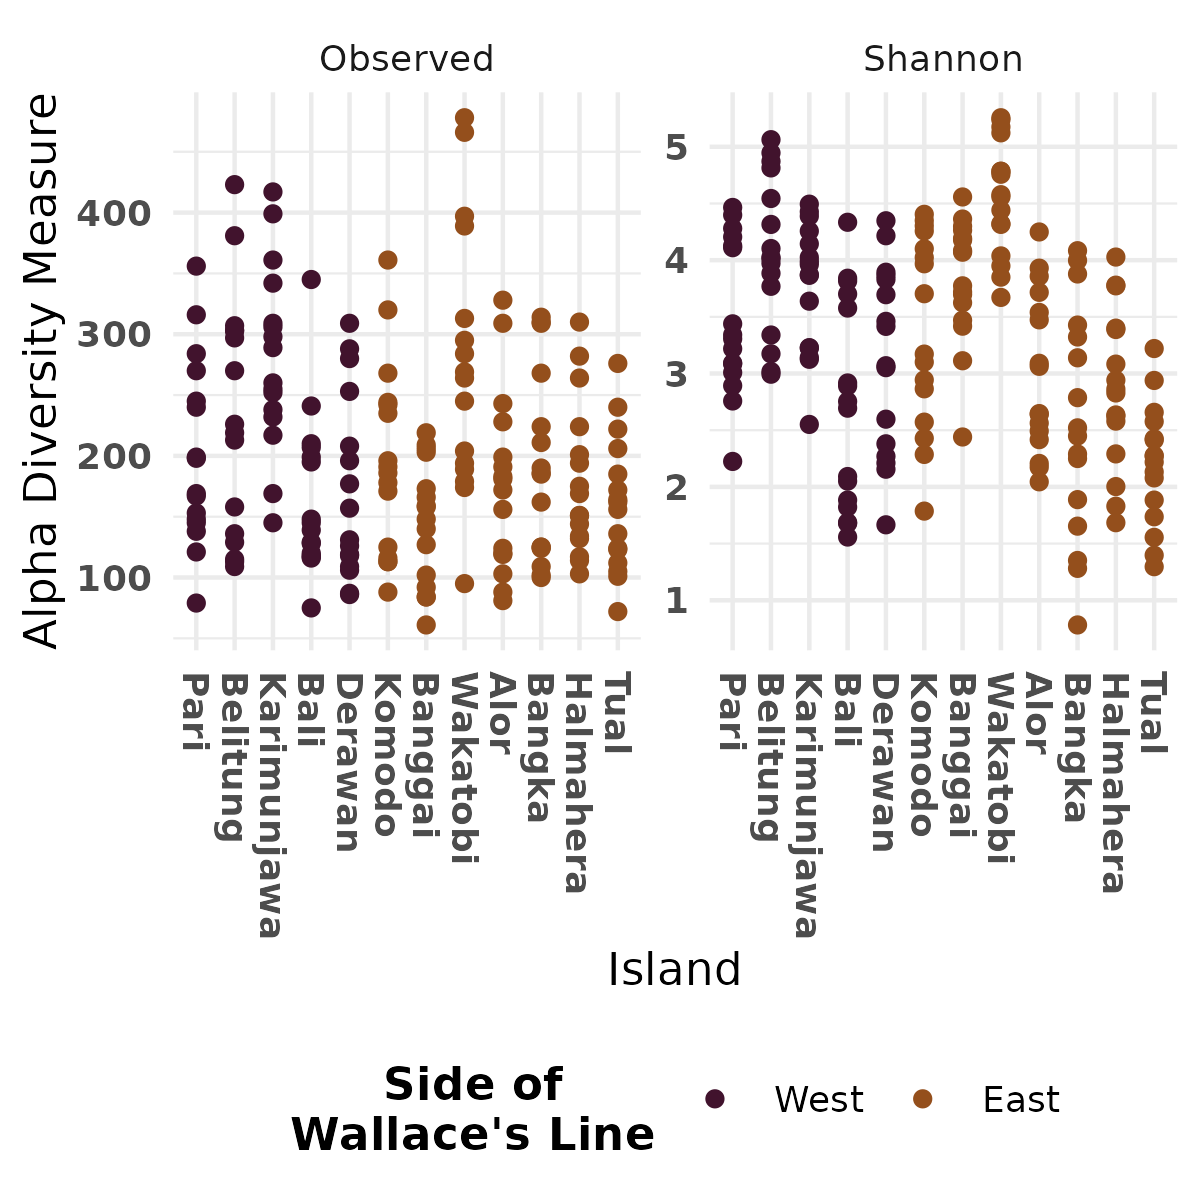 Observed
Shannon
Alpha Diversity Measure
400
300
200
100
5
4
3
2
1
Pari
Belitung
Karimunjawa
Bali
Derawan
Komodo
Banggai
Wakatobi
Alor
Bangka
Halmahera
Tual
Pari
Belitung
Karimunjawa
Bali
Derawan
Komodo
Banggai
Wakatobi
Alor
Bangka
Halmahera
Tual
Island
Side of
Wallace's Line
West
East